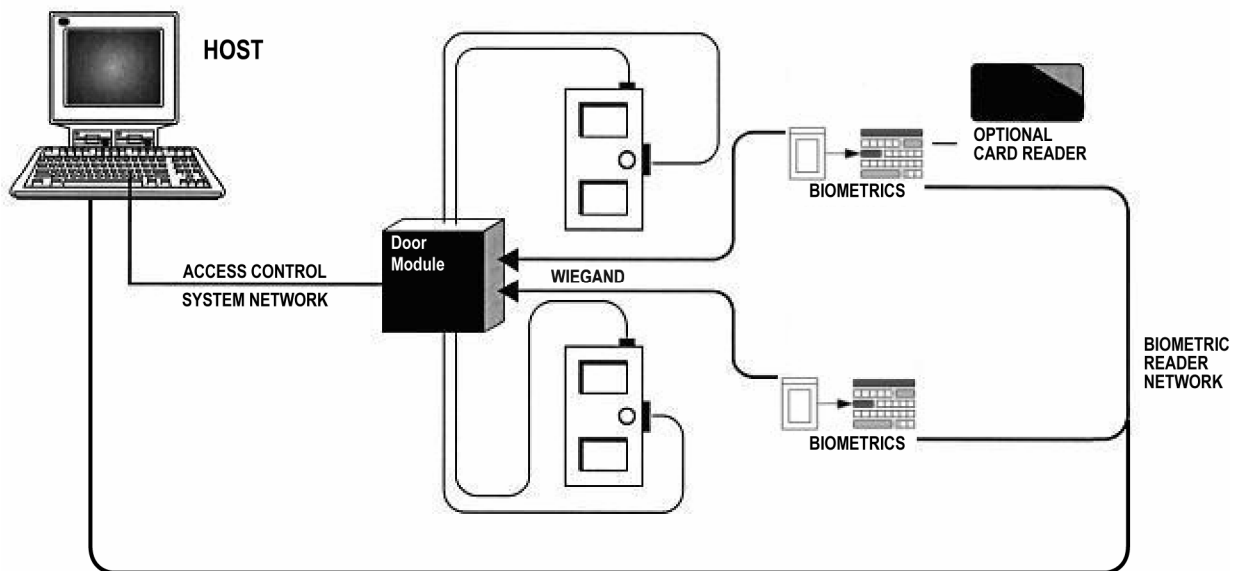 HOST
OPTIONAL
CARD READER
BIOMETRICS
Door
Module
ACCESS CONTROL
SYSTEM NETWORK
WIEGAND
BIOMETRIC
READER
NETWORK
BIOMETRICS